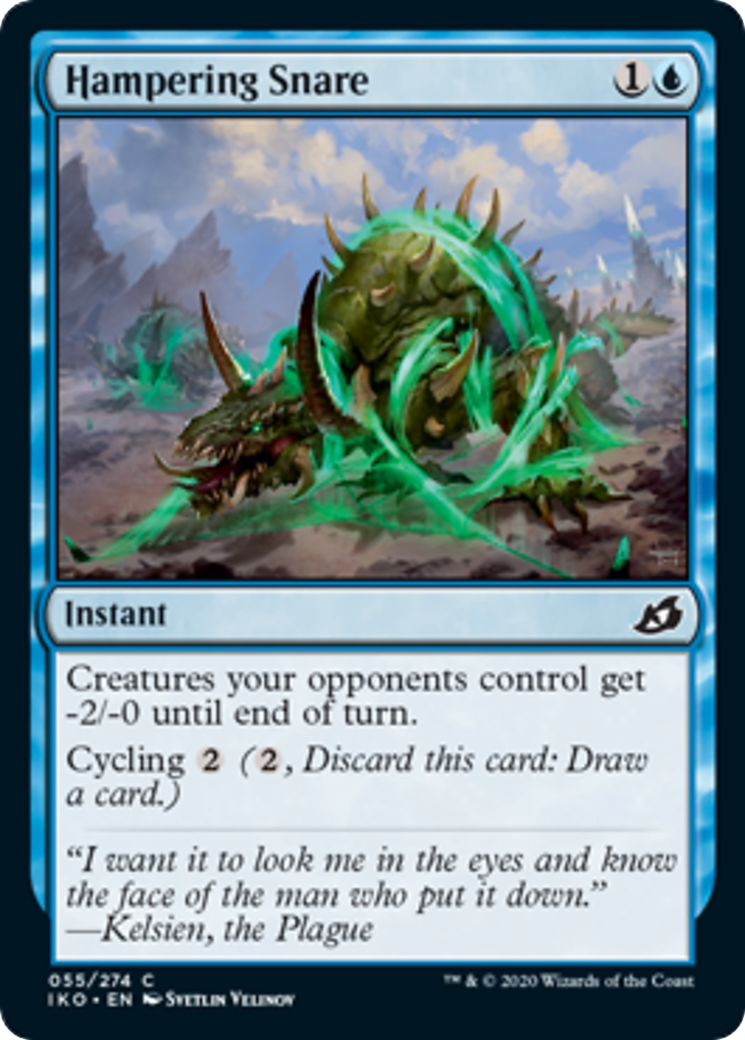 Hampering Snare 1
Instant
Creatures your opponents control get
-2/-0 until end of turn.
Cycling 2 (2, Discard this card: Draw
a card.)
“I want it to look me in the eyes and know
the face of the man who put it down.”
—Kelsien, the Plague
055/274 C
™ & © 2020 Wizards of the Coast
IKO • EN Svetlin Velinov